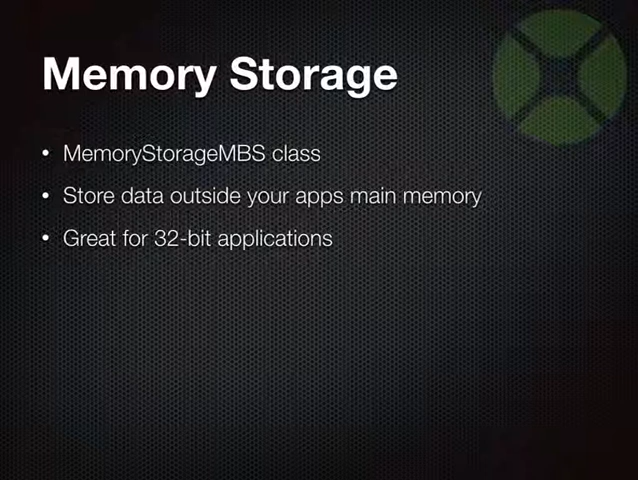 Memory Storage
• MemoryStorageMBS class
• Store data outside your apps main memory
• Great for 32-bit applications